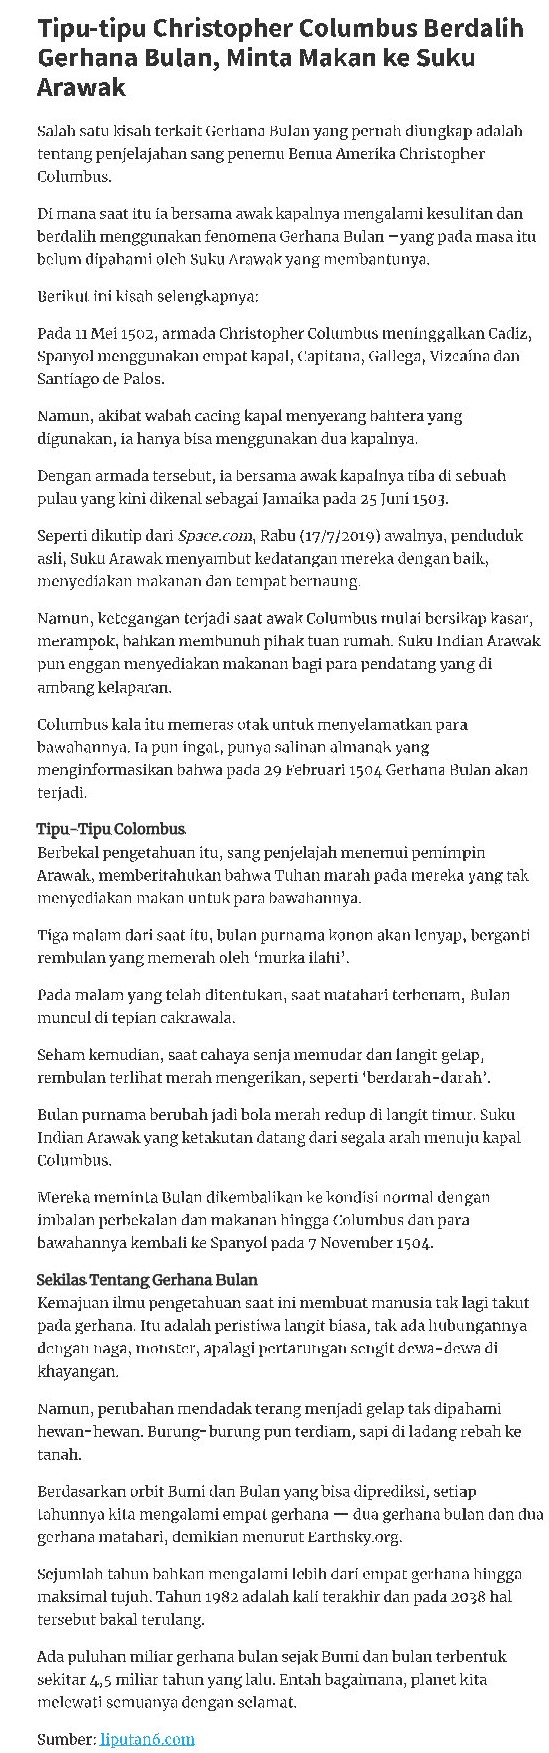 Tipu-tipu Christopher Columbus Berdalih
Gerhana Bulan, Minta Makan ke Suku
Arawak
Salah satu kisah terkait Gerhana Bulan yang pernah diungkap adalah
tentang penjelajahan sang penemu Benua Amerika Christopher
Columbus.
Di mana saat itu ia bersama awak kapalnya mengalami kesulitan dan
berdalih menggunakan fenomena Gerhana Bulan –yang pada masa itu
belum dipahami oleh Suku Arawak yang membantunya.
Berikut ini kisah selengkapnya:
Pada 11 Mei 1502, armada Christopher Columbus meninggalkan Cadiz,
Spanyol menggunakan empat kapal, Capitana, Gallega, Vizcaína dan
Santiago de Palos.
Namun, akibat wabah cacing kapal menyerang bahtera yang
digunakan, ia hanya bisa menggunakan dua kapalnya.
Dengan armada tersebut, ia bersama awak kapalnya tiba di sebuah
pulau yang kini dikenal sebagai Jamaika pada 25 Juni 1503.
Seperti dikutip dari Space.com, Rabu (17/7/2019) awalnya, penduduk
asli, Suku Arawak menyambut kedatangan mereka dengan baik,
menyediakan makanan dan tempat bernaung.
Namun, ketegangan terjadi saat awak Columbus mulai bersikap kasar,
merampok, bahkan membunuh pihak tuan rumah. Suku Indian Arawak
pun enggan menyediakan makanan bagi para pendatang yang di
ambang kelaparan.
Columbus kala itu memeras otak untuk menyelamatkan para
bawahannya. Ia pun ingat, punya salinan almanak yang
menginformasikan bahwa pada 29 Februari 1504 Gerhana Bulan akan
terjadi.
Tipu-Tipu Colombus
Berbekal pengetahuan itu, sang penjelajah menemui pemimpin
Arawak, memberitahukan bahwa Tuhan marah pada mereka yang tak
menyediakan makan untuk para bawahannya.
Tiga malam dari saat itu, bulan purnama konon akan lenyap, berganti
rembulan yang memerah oleh ‘murka ilahi’.
Pada malam yang telah ditentukan, saat matahari terbenam, Bulan
muncul di tepian cakrawala.
Seham kemudian, saat cahaya senja memudar dan langit gelap,
rembulan terlihat merah mengerikan, seperti ‘berdarah-darah’.
Bulan purnama berubah jadi bola merah redup di langit timur. Suku
Indian Arawak yang ketakutan datang dari segala arah menuju kapal
Columbus.
Mereka meminta Bulan dikembalikan ke kondisi normal dengan
imbalan perbekalan dan makanan hingga Columbus dan para
bawahannya kembali ke Spanyol pada 7 November 1504.
Sekilas Tentang Gerhana Bulan
Kemajuan ilmu pengetahuan saat ini membuat manusia tak lagi takut
pada gerhana. Itu adalah peristiwa langit biasa, tak ada hubungannya
dengan naga, monster, apalagi pertarungan sengit dewa-dewa di
khayangan.
Namun, perubahan mendadak terang menjadi gelap tak dipahami
hewan-hewan. Burung-burung pun terdiam, sapi di ladang rebah ke
tanah.
Berdasarkan orbit Bumi dan Bulan yang bisa diprediksi, setiap
tahunnya kita mengalami empat gerhana — dua gerhana bulan dan dua
gerhana matahari, demikian menurut Earthsky.org.
Sejumlah tahun bahkan mengalami lebih dari empat gerhana hingga
maksimal tujuh. Tahun 1982 adalah kali terakhir dan pada 2038 hal
tersebut bakal terulang.
Ada puluhan miliar gerhana bulan sejak Bumi dan bulan terbentuk
sekitar 4,5 miliar tahun yang lalu. Entah bagaimana, planet kita
melewati semuanya dengan selamat.
Sumber: liputan6.com